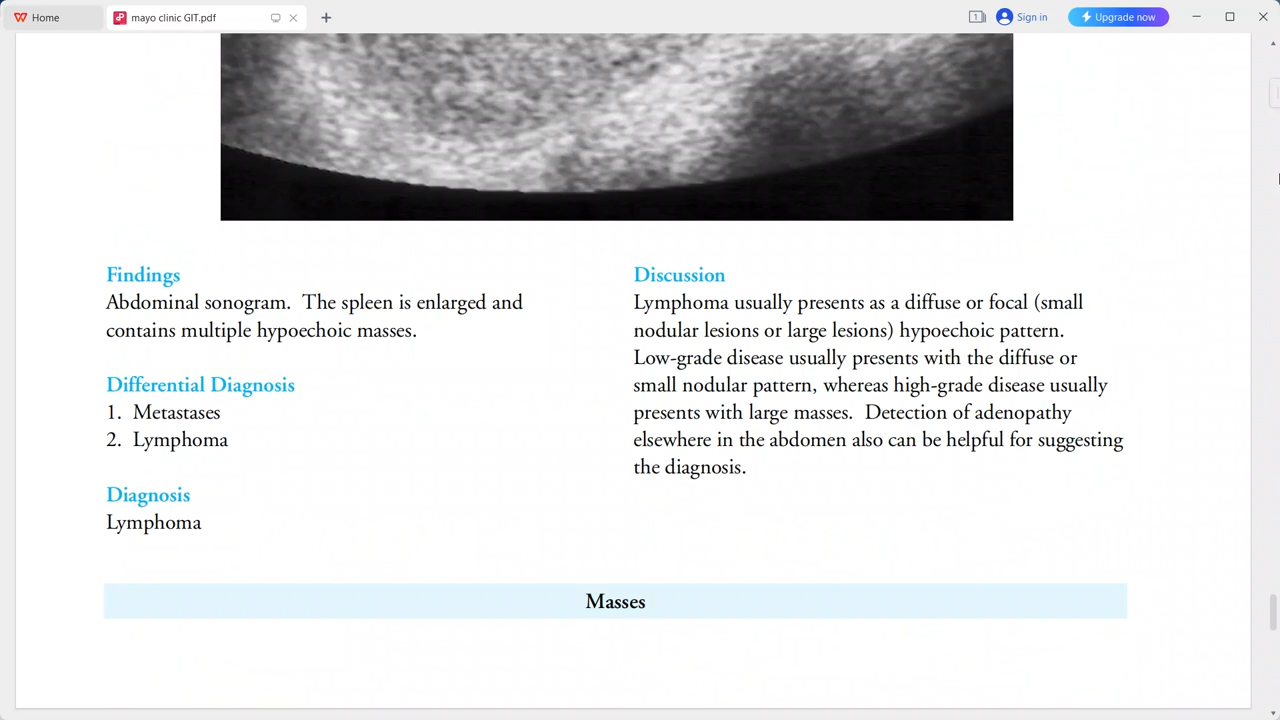 Home
mayo clinic GIT.pdf
1
Sign in
Upgrade now
Findings
Abdominal sonogram. The spleen is enlarged and
contains multiple hypoechoic masses.
Differential Diagnosis
1. Metastases
2. Lymphoma
Diagnosis
Lymphoma
Discussion
Lymphoma usually presents as a diffuse or focal (small
nodular lesions or large lesions) hypoechoic pattern.
Low-grade disease usually presents with the diffuse or
small nodular pattern, whereas high-grade disease usually
presents with large masses. Detection of adenopathy
elsewhere in the abdomen also can be helpful for suggesting
the diagnosis.
Masses